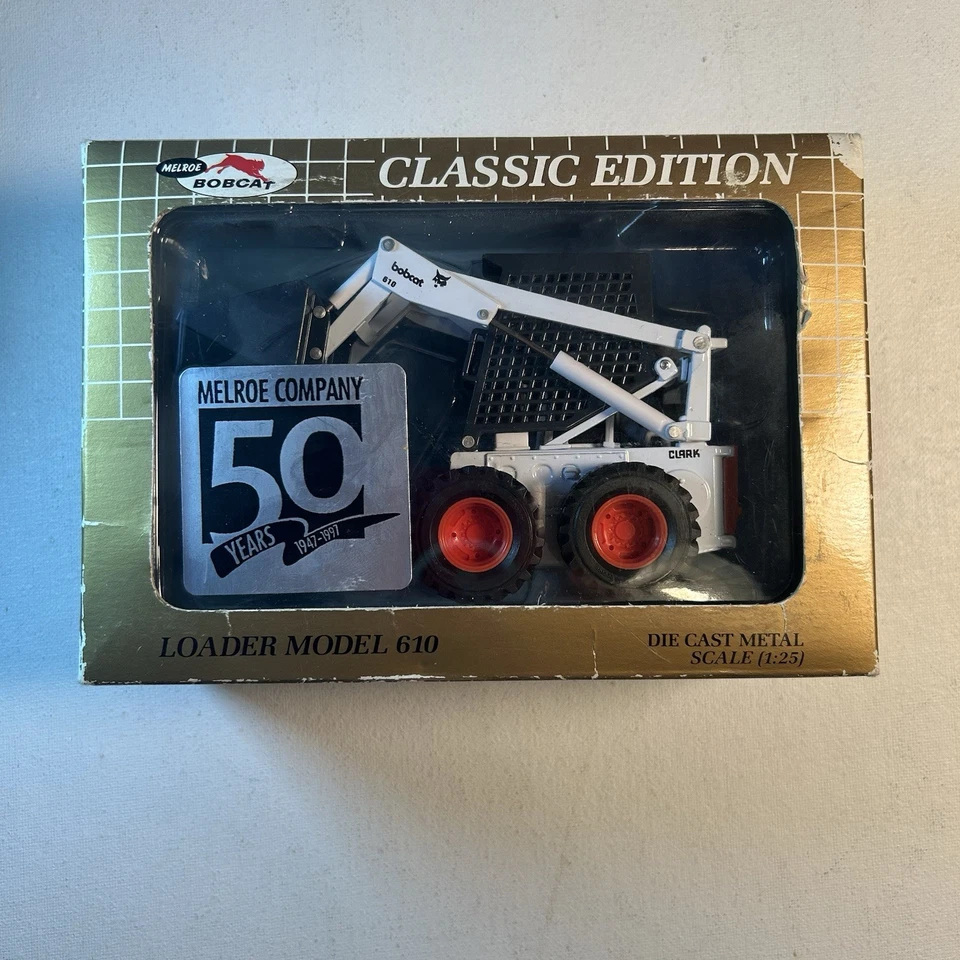 MELROE
BOBCAT
CLASSIC EDITION
bobcat
610
MELROE COMPANY
50
YEARS
1947-1997
CLARK
LOADER MODEL 610
DIE CAST METAL
SCALE (1:25)